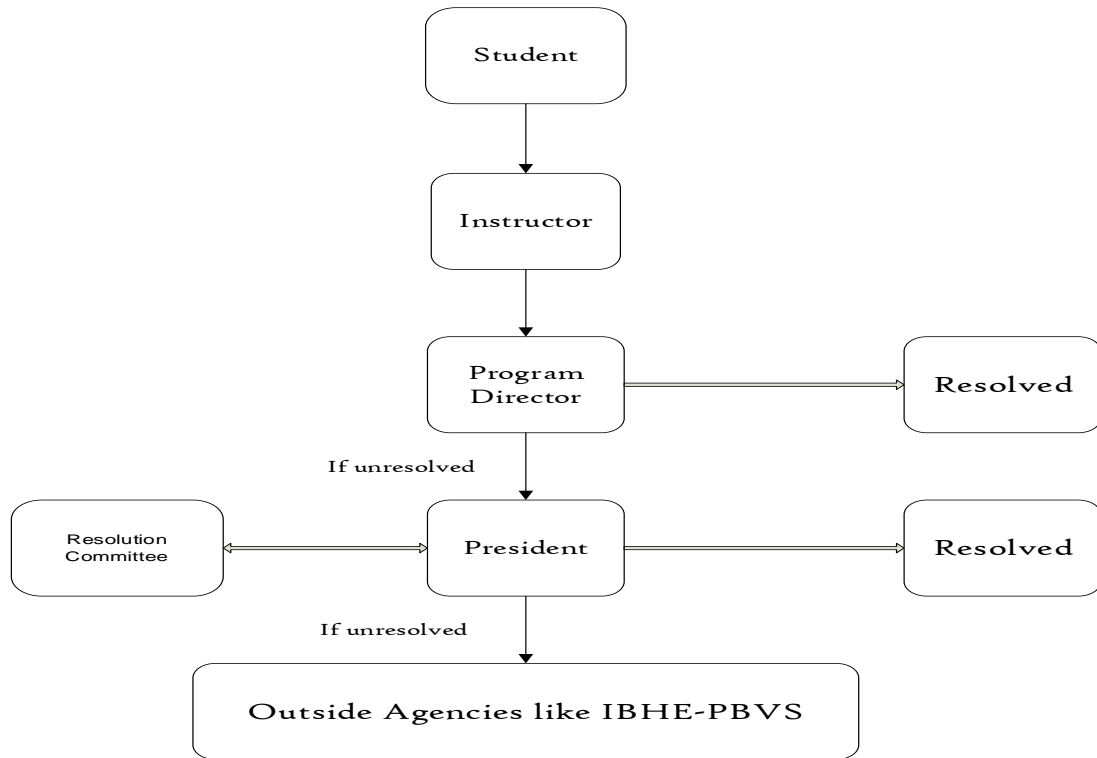 Student
Instructor
Program
Director
Resolved
If unresolved
Resolution
Committee
President
Resolved
If unresolved
Outside Agencies like IBHE-PBVS